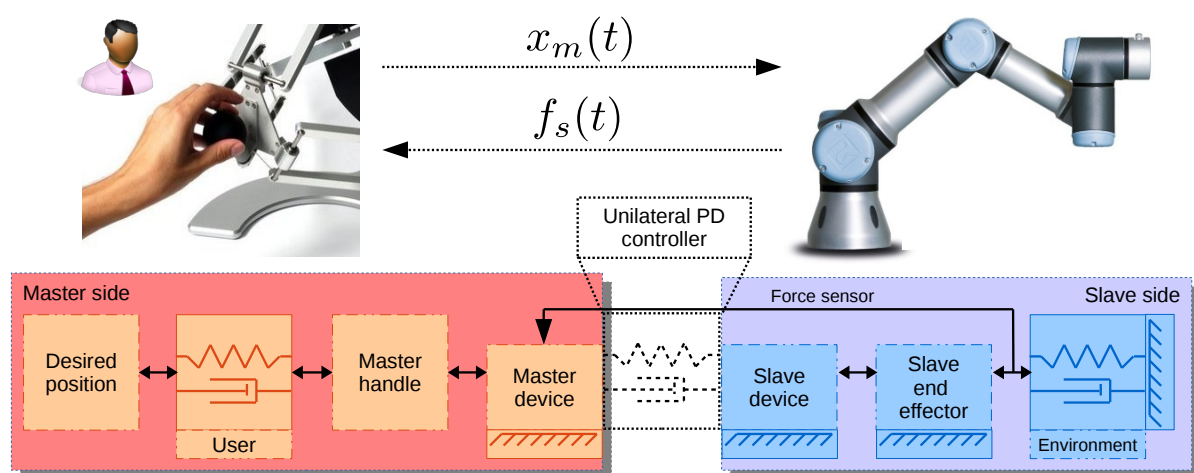 x_m(t)
f_s(t)
Unilateral PD
controller
Master side
Force sensor
Slave side
Desired
position
User
Master
handle
Master
device
Slave
device
Slave
end
effector
Environment